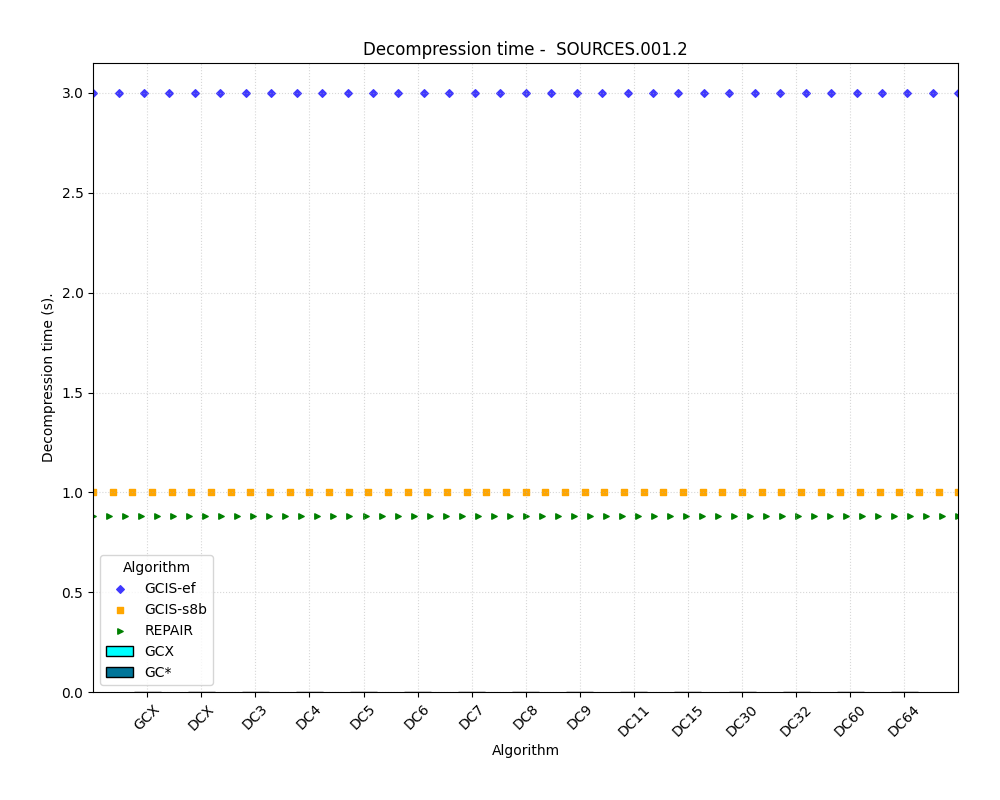 Decompression time -  SOURCES.001.2
3.0
2.5
2.0
1.5
1.0
0.5
0.0
Decompression time (s).
Algorithm
GCIS-ef
GCIS-s8b
REPAIR
GCX
GC*
GCX DCX DC3 DC4 DC5 DC6 DC7 DC8 DC9 DC11 DC15 DC30 DC32 DC60 DC64
Algorithm